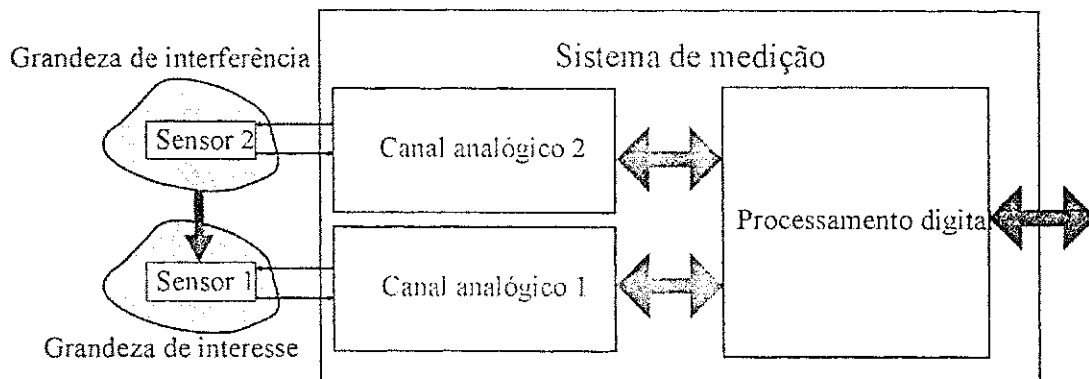 Grandeza de interferência
Sistema de medição
Sensor 2
Canal analógico 2
Processamento digital
Sensor 1
Canal analógico 1
Grandeza de interesse